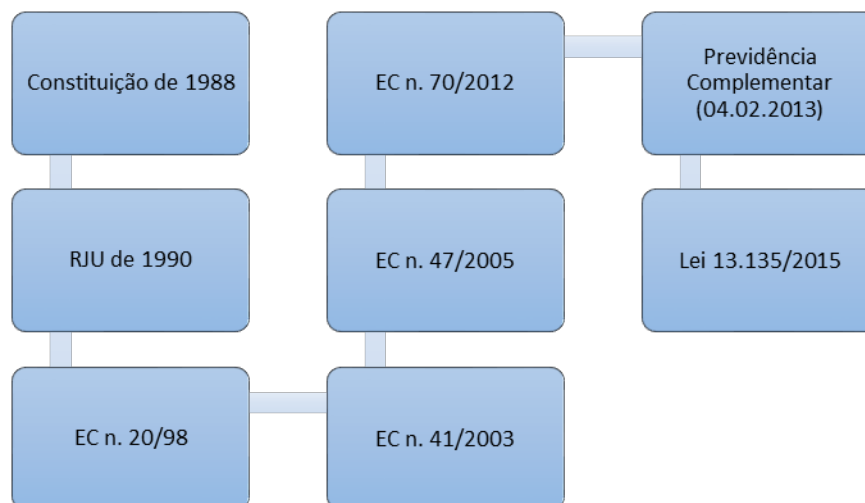 Constituição de 1988
RJU de 1990
EC n. 20/98
EC n. 41/2003
EC n. 47/2005
EC n. 70/2012
Previdência
Complementar
(04.02.2013)
Lei 13.135/2015